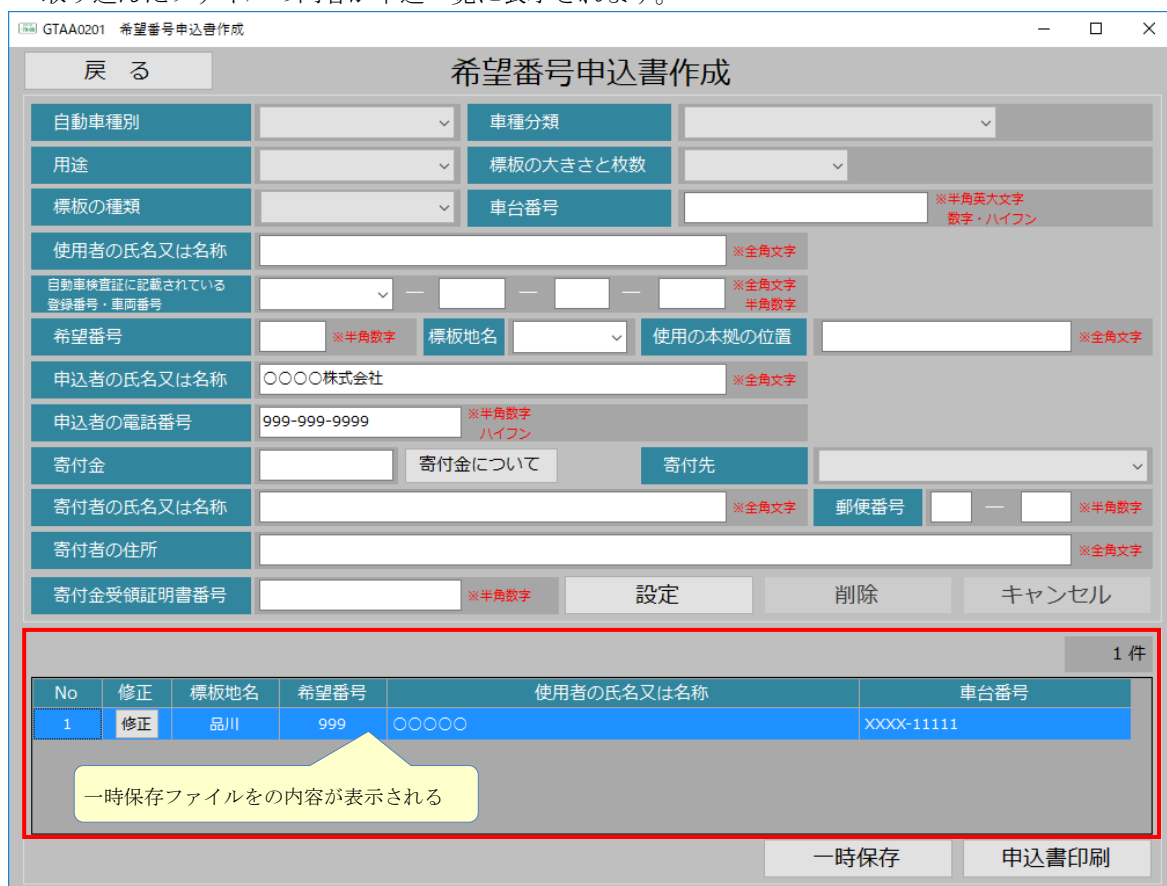 GTAA0201 希望番号申込書作成
戻 る 希望番号申込書作成
自動車種別 車種分類
用途 標板の大きさと枚数
標板の種類 車台番号 ※半角英大文字
数字・ハイフン
使用者の氏名又は名称 ※全角文字
自動車検査証に記載されている
登録番号・車両番号 ー ー ー ※全角文字
半角数字
希望番号 ※半角数字 標板地名 使用の本拠の位置 ※全角文字
申込者の氏名又は名称 〇〇〇〇株式会社 ※全角文字
申込者の電話番号 999-999-9999 ※半角数字
ハイフン
寄付金 寄付金について 寄付先
寄付者の氏名又は名称 ※全角文字 郵便番号 ー ※半角数字
寄付者の住所 ※全角文字
寄付金受領証明書番号 ※半角数字 設定 削除 キャンセル
1 件
No 修正 標板地名 希望番号 使用者の氏名又は名称 車台番号
1 修正 品川 999 〇〇〇〇〇 XXXX-11111
一時保存ファイルをの内容が表示される
一時保存 申込書印刷